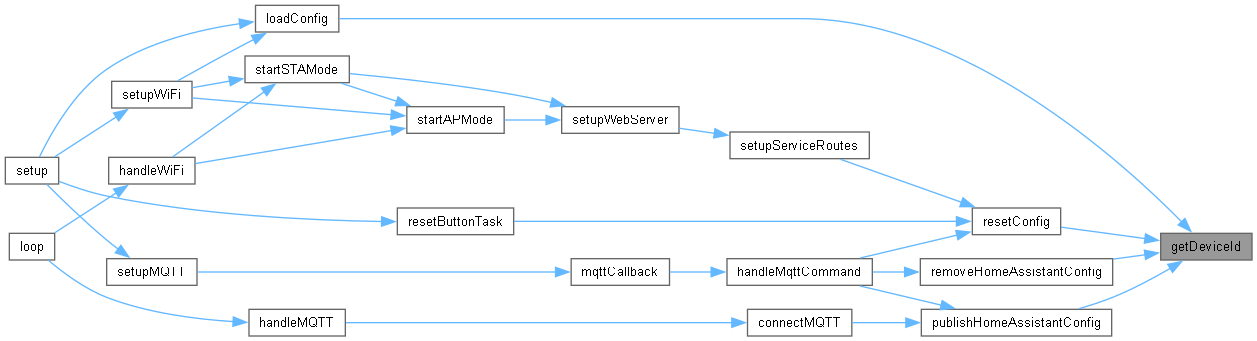 loadConfig
startSTAMode
setupWiFi
startAPMode
setupWebServer
setupServiceRoutes
setup
handleWiFi
resetButtonTask
resetConfig
loop
getDeviceId
setupMQTT
mqttCallback
handleMqttCommand
removeHomeAssistantConfig
handleMQTT
connectMQTT
publishHomeAssistantConfig